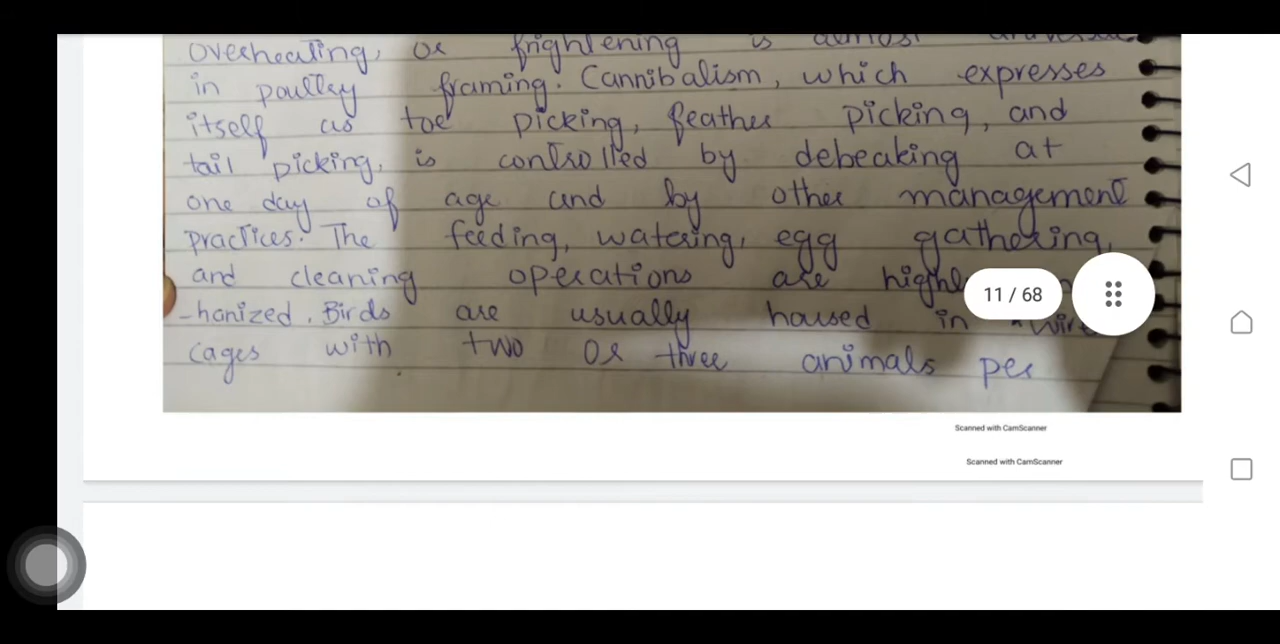 overheating, or frightening is almost
in poultry framing. Cannibalism, which expresses
itself as toe picking, feather picking, and
tail picking, is controlled by debeaking at
one day of age and by other management
practices. The feeding, watering, egg gathering,
and cleaning operations are highl
-hanized. Birds are usually housed in wire
cages with two or three animals per
11 / 68
Scanned with CamScanner
Scanned with CamScanner